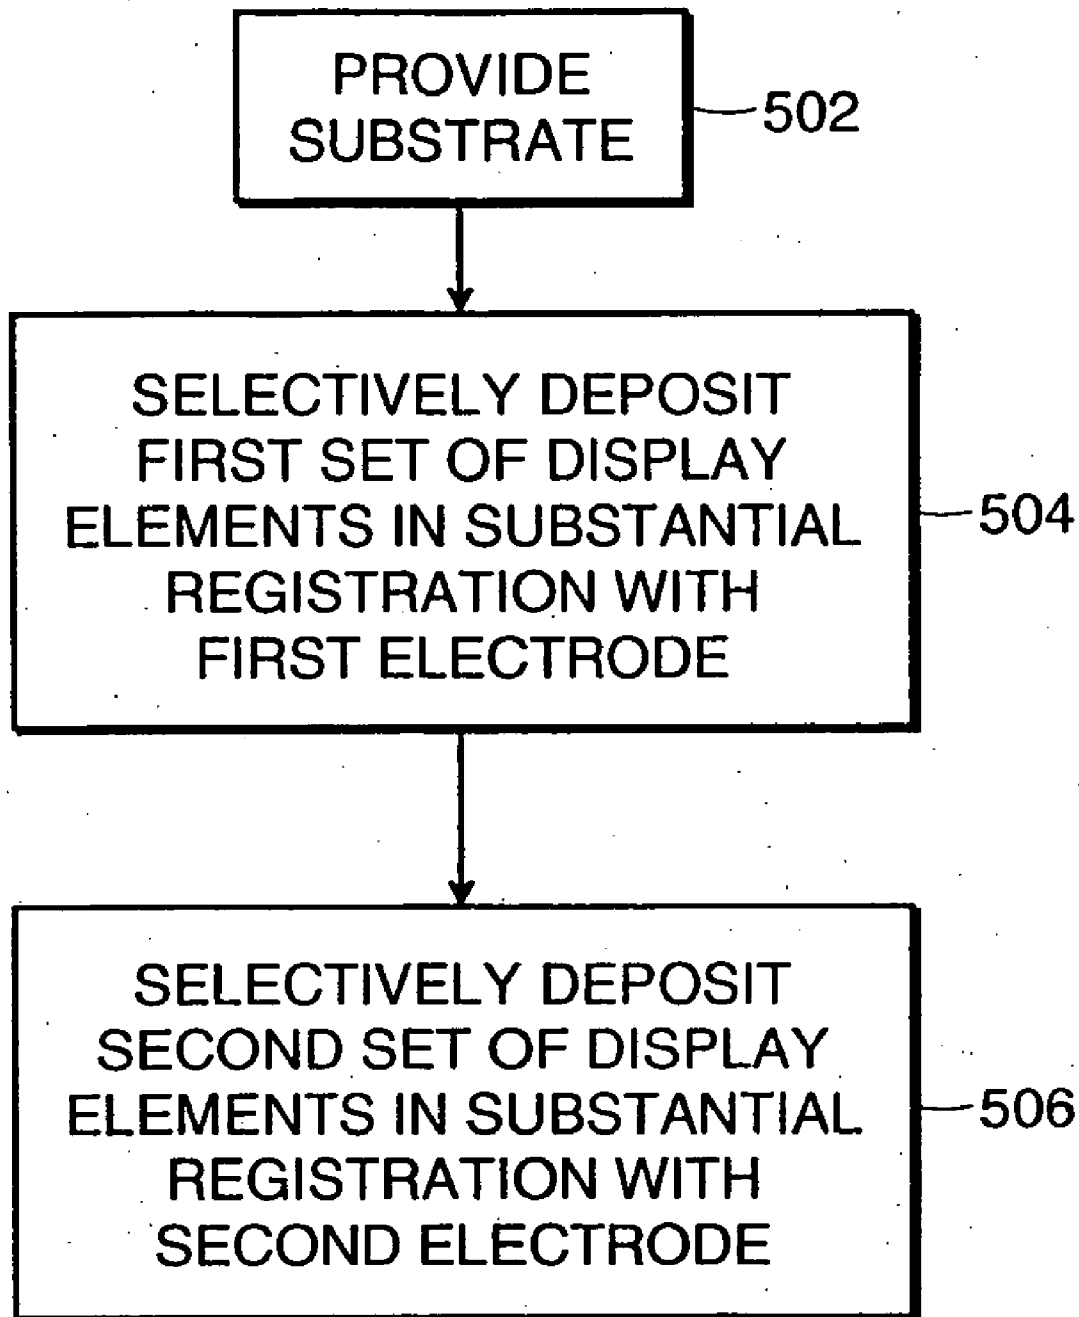 PROVIDE
SUBSTRATE
502
SELECTIVELY DEPOSIT
FIRST SET OF DISPLAY
ELEMENTS IN SUBSTANTIAL
REGISTRATION WITH
FIRST ELECTRODE
504
SELECTIVELY DEPOSIT
SECOND SET OF DISPLAY
ELEMENTS IN SUBSTANTIAL
REGISTRATION WITH
SECOND ELECTRODE
506